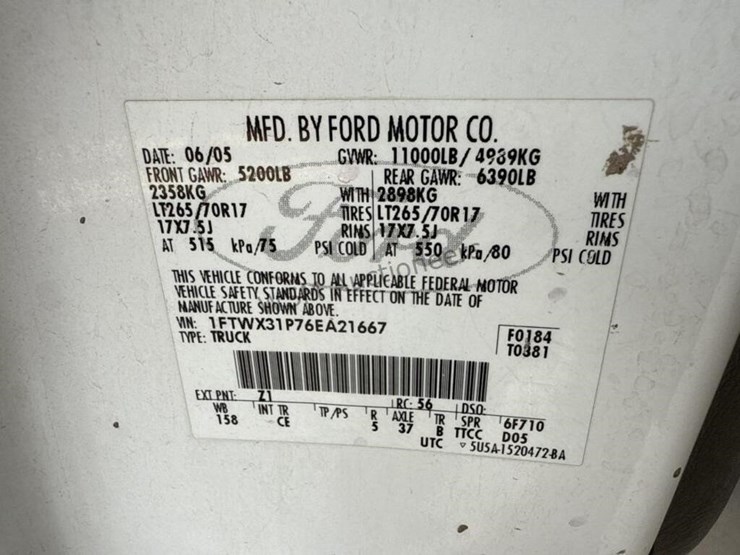 MFD. BY FORD MOTOR CO.
DATE: 06/05 GVWR: 11000LB/ 4989KG
FRONT GAWR: 5200LB REAR GAWR: 6390LB
2358KG WITH 2898KG WITH
LT265/70R17 TIRES LT265/70R17 TIRES
17X7.5J RIMS 17X7.5J RIMS
AT 515 kPa/75 PSI COLD AT 550 kPa/80 PSI COLD
Ford
THIS VEHICLE CONFORMS TO ALL APPLICABLE FEDERAL MOTOR
VEHICLE SAFETY STANDARDS IN EFFECT ON THE DATE OF
MANUFACTURE SHOWN ABOVE.
VIN: 1FTWX31P76EA21667 F0184
TYPE: TRUCK T0381
EXT PNT: Z1 RC: 56 DSO:
WB INT TR TP/PS R AXLE TR SPR 6F710
158 CE 5 37 B TTCC D05
UTC ▿ 5U5A-1520472-BA